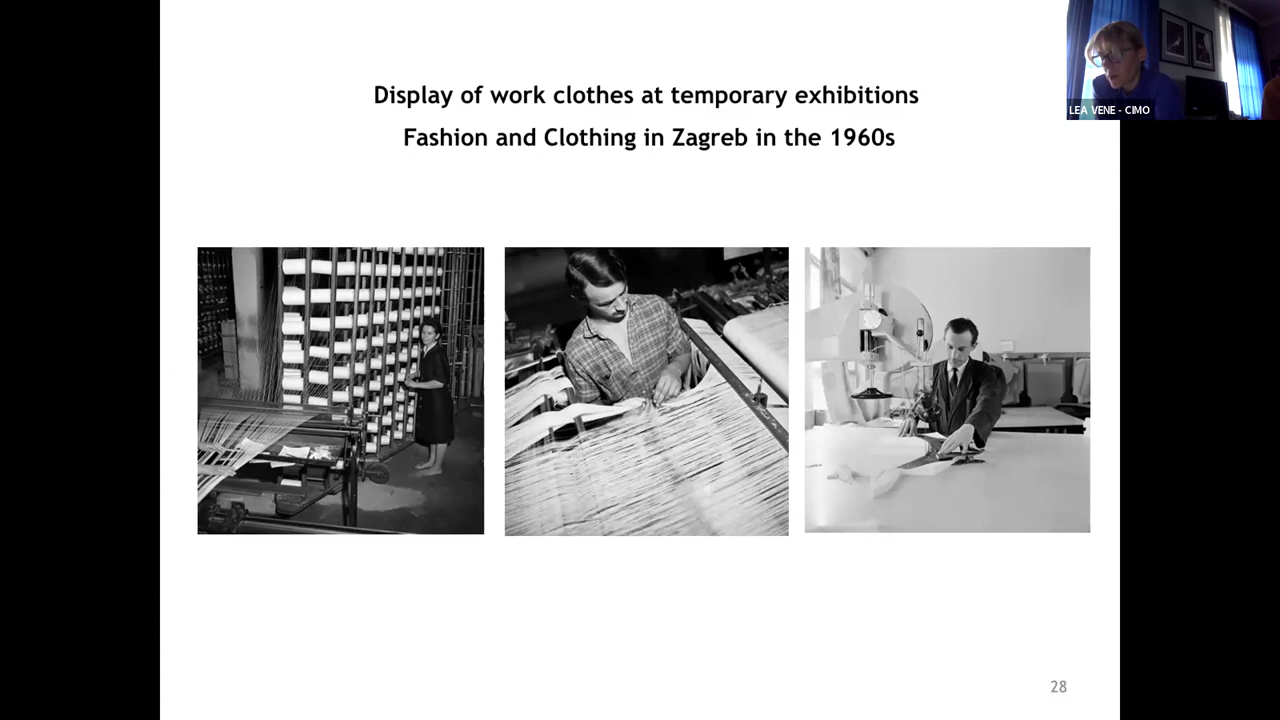 Display of work clothes at temporary exhibitions
Fashion and Clothing in Zagreb in the 1960s
LEA VENE - CIMO
28